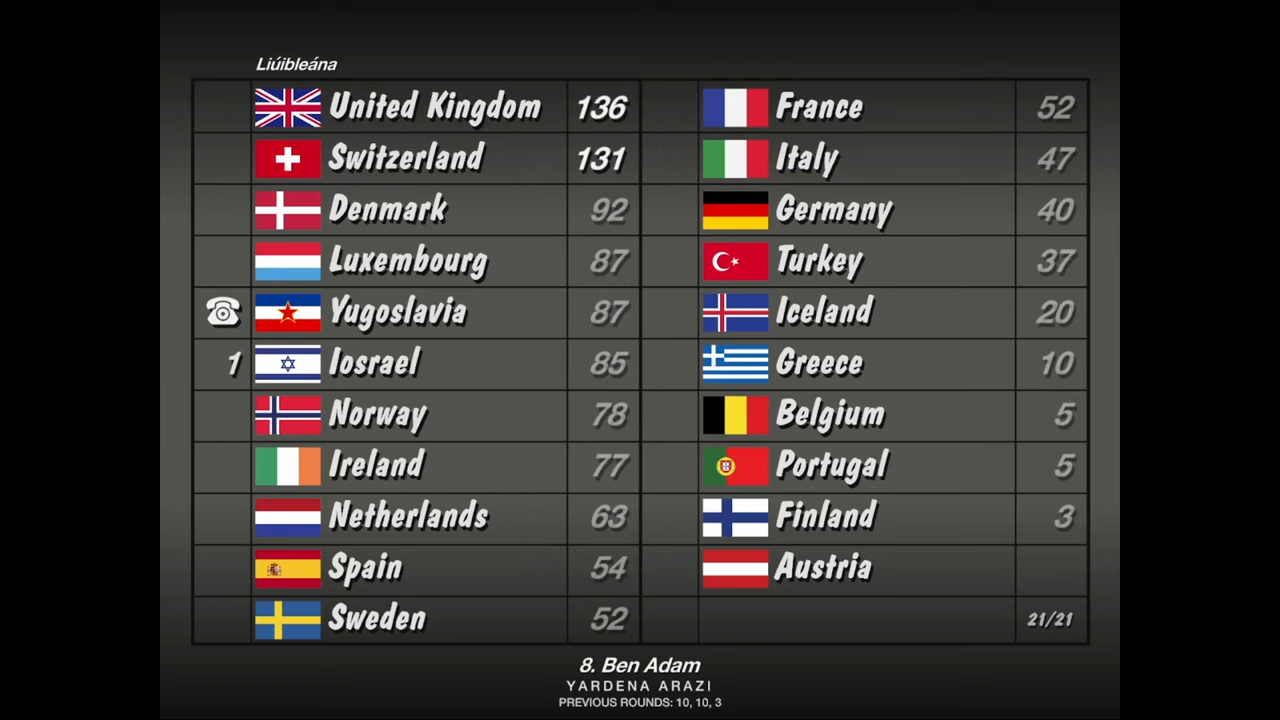 Liúibleána
United Kingdom 136
Switzerland 131
Denmark 92
Luxembourg 87
Yugoslavia 87
1 Iosrael 85
Norway 78
Ireland 77
Netherlands 63
Spain 54
Sweden 52
France 52
Italy 47
Germany 40
Turkey 37
Iceland 20
Greece 10
Belgium 5
Portugal 5
Finland 3
Austria
21/21
8. Ben Adam
YARDENA ARAZI
PREVIOUS ROUNDS: 10, 10, 3